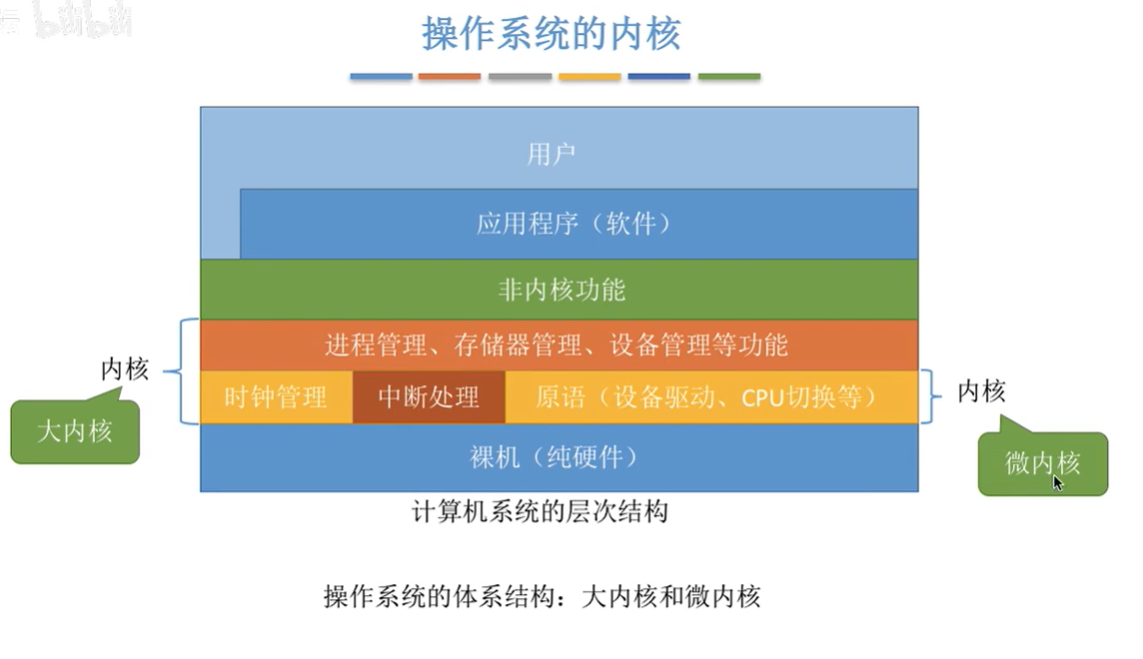 操作系统的内核
用户
应用程序（软件）
非内核功能
进程管理、存储器管理、设备管理等功能
内核
时钟管理
中断处理
原语（设备驱动、CPU切换等）
内核
大内核
裸机（纯硬件）
微内核
计算机系统的层次结构
操作系统的体系结构：大内核和微内核